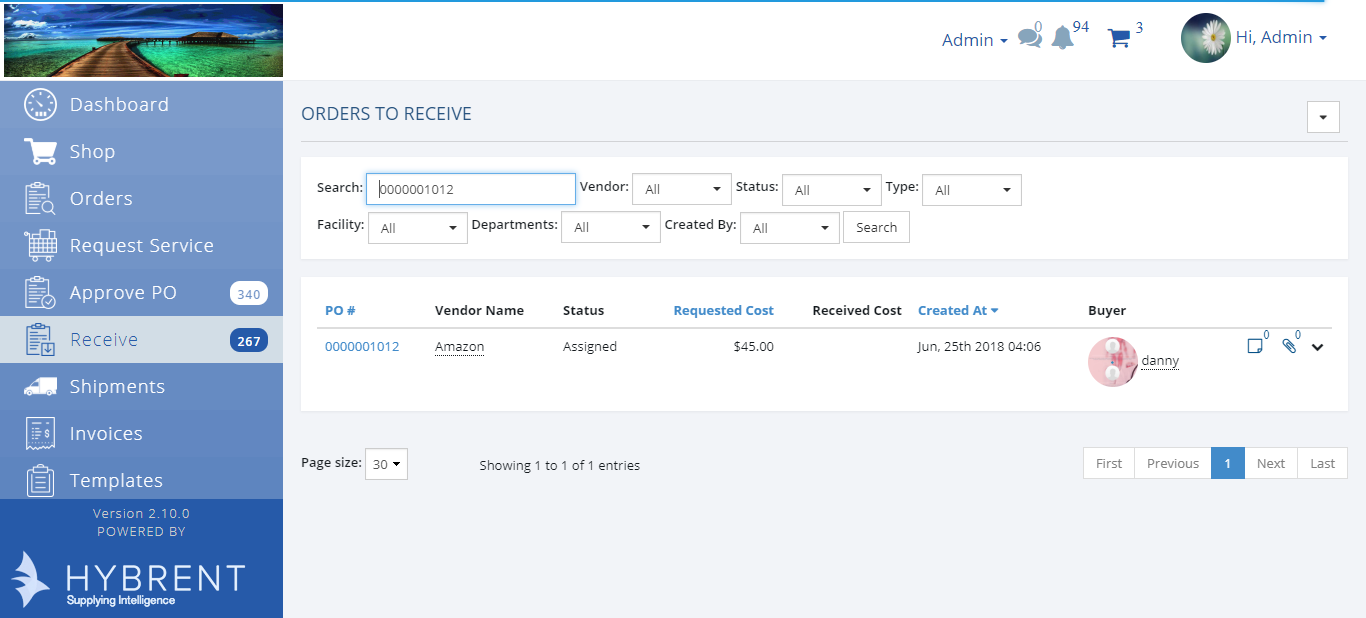 Admin 0 94 3 Hi, Admin
Dashboard
Shop
Orders
Request Service
Approve PO 340
Receive 267
Shipments
Invoices
Templates
Version 2.10.0
POWERED BY
HYBRENT
Supplying Intelligence
ORDERS TO RECEIVE
Search: 0000001012 Vendor: All Status: All Type: All
Facility: All Departments: All Created By: All Search
PO # Vendor Name Status Requested Cost Received Cost Created At Buyer
0000001012 Amazon Assigned $45.00 Jun, 25th 2018 04:06 danny 0 0
Page size: 30 Showing 1 to 1 of 1 entries First Previous 1 Next Last